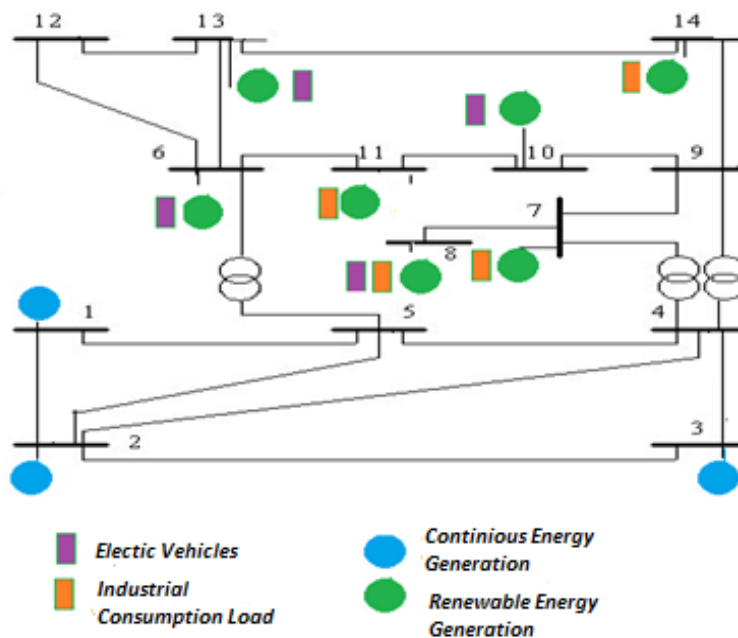 12
13
14
6
11
10
9
7
8
1
5
4
2
3
Electic Vehicles
Industrial
Consumption Load
Continious Energy
Generation
Renewable Energy
Generation